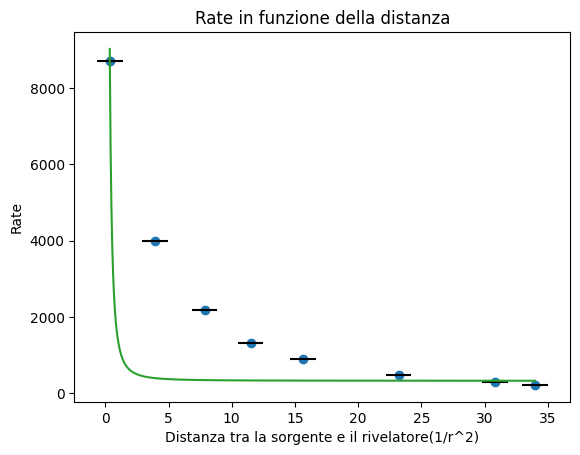 Rate in funzione della distanza
8000
6000
4000
2000
0
Rate
0 5 10 15 20 25 30 35
Distanza tra la sorgente e il rivelatore(1/r^2)